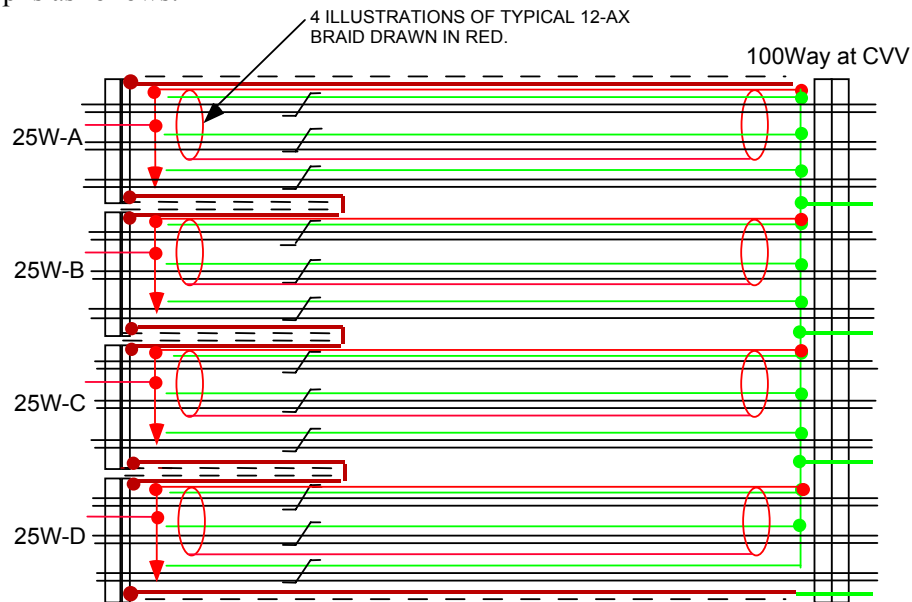 4 ILLUSTRATIONS OF TYPICAL 12-AX
BRAID DRAWN IN RED.
100Way at CVV
25W-A
25W-B
25W-C
25W-D